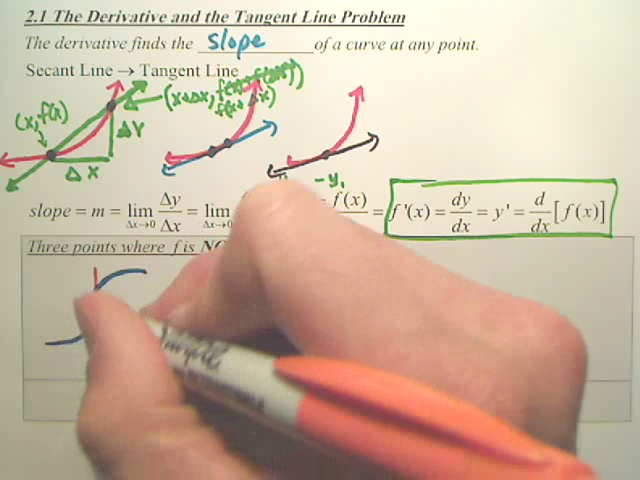 2.1 The Derivative and the Tangent Line Problem
The derivative finds the slope of a curve at any point.
Secant Line → Tangent Line
(x, f(x))
(x+Δx,
f(x+Δx)
ΔY
ΔX
-y₁
slope = m = lim Δx→0 Δy/Δx = lim Δx→0 f(x) = f'(x) = dy/dx = y' = d/dx [f(x)]
Three points where f is